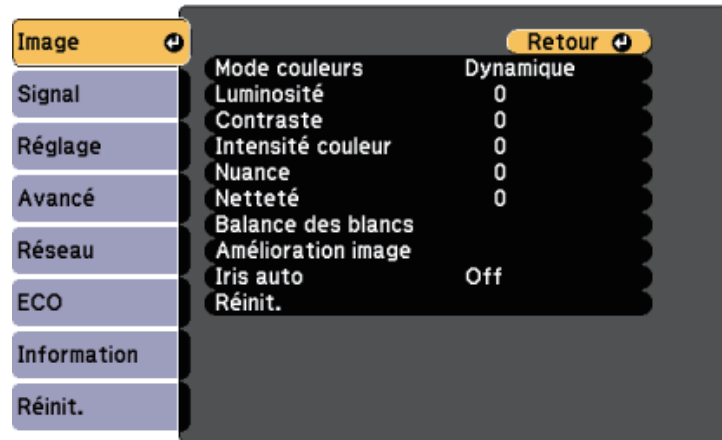 Image
Signal
Réglage
Avancé
Réseau
ECO
Information
Réinit.
Retour
Mode couleurs Dynamique
Luminosité 0
Contraste 0
Intensité couleur 0
Nuance 0
Netteté 0
Balance des blancs
Amélioration image
Iris auto Off
Réinit.